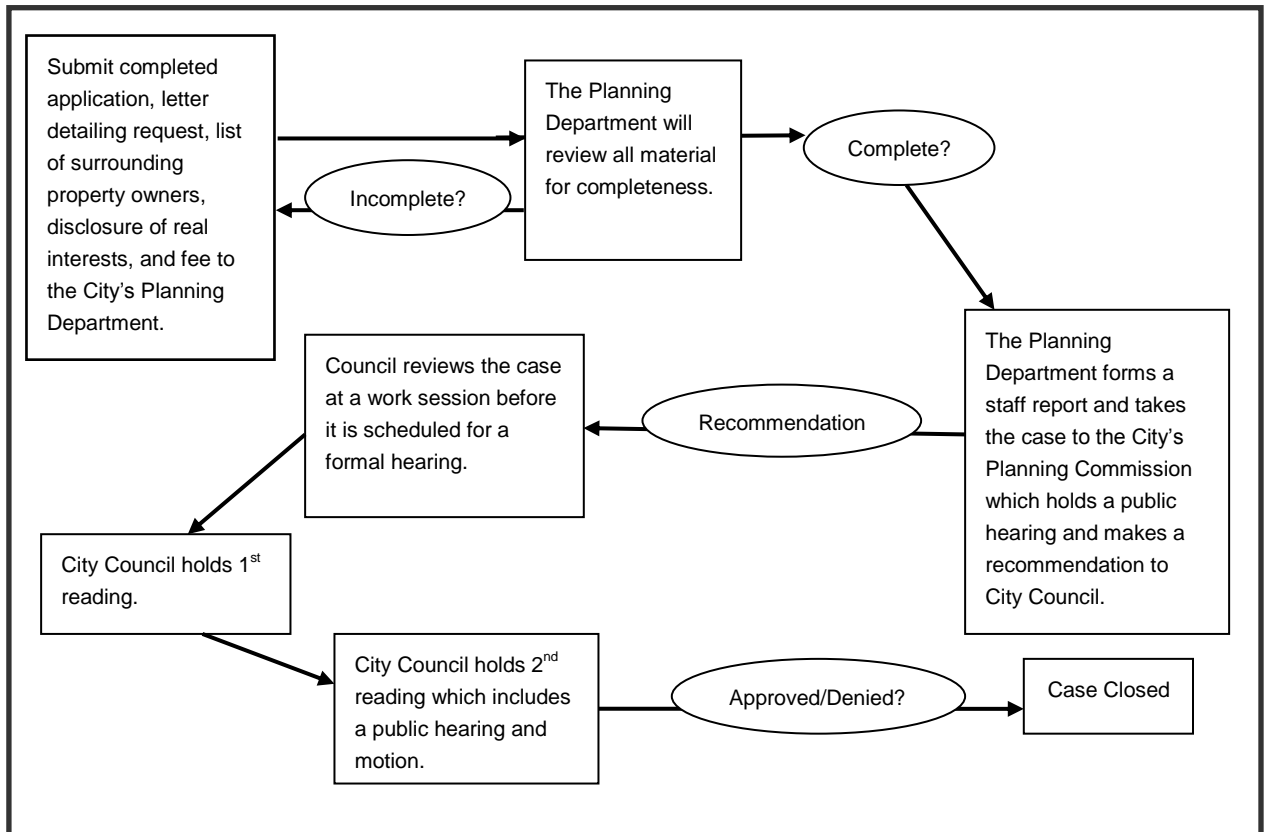 Submit completed
application, letter
detailing request, list
of surrounding
property owners,
disclosure of real
interests, and fee to
the City’s Planning
Department.
Incomplete?
The Planning
Department will
review all material
for completeness.
Complete?
The Planning
Department forms a
staff report and takes
the case to the City’s
Planning Commission
which holds a public
hearing and makes a
recommendation to
City Council.
Recommendation
Council reviews the case
at a work session before
it is scheduled for a
formal hearing.
City Council holds 1st
reading.
City Council holds 2nd
reading which includes
a public hearing and
motion.
Approved/Denied?
Case Closed